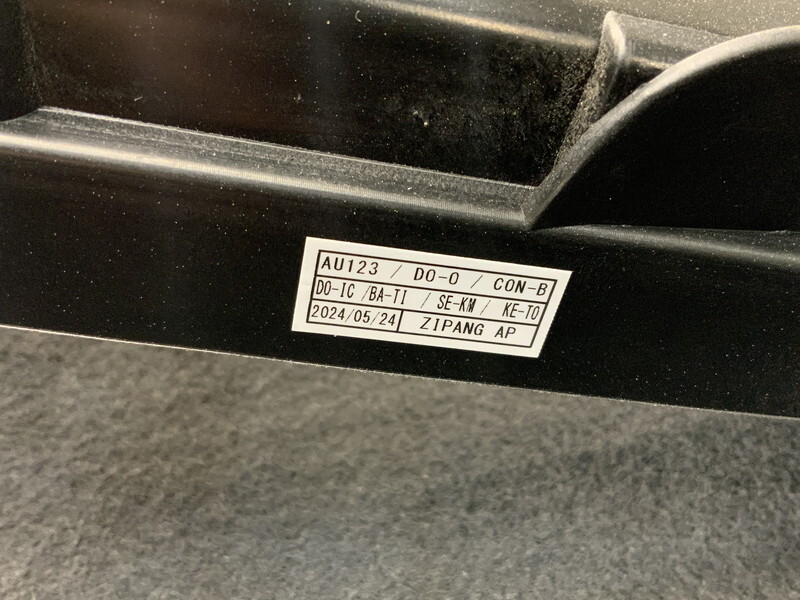 AU123 / DO-O / CON-B
DO-IC /BA-TI / SE-KM / KE-TO
2024/05/24 ZIPANG AP